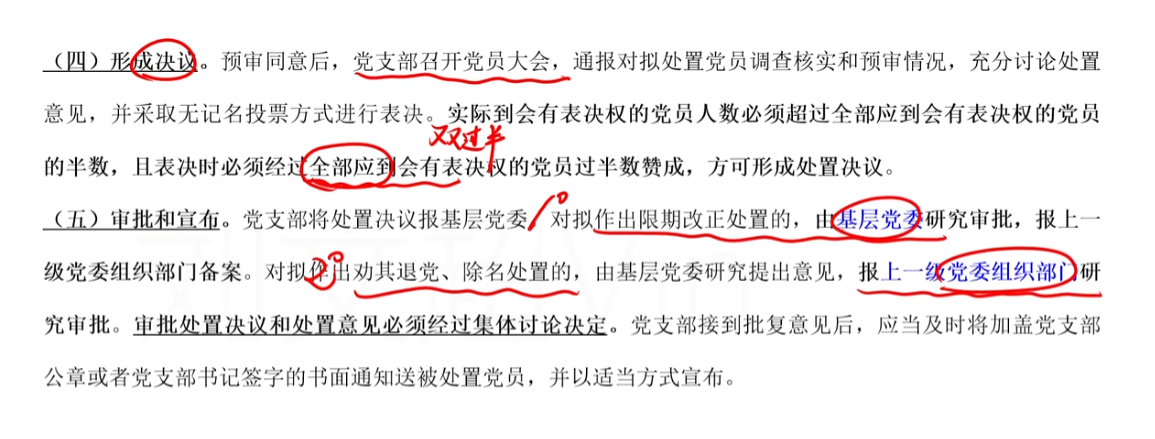 （四）形成决议。预审同意后，党支部召开党员大会，通报对拟处置党员调查核实和预审情况，充分讨论处置
意见，并采取无记名投票方式进行表决。实际到会有表决权的党员人数必须超过全部应到会有表决权的党员
双过半
的半数，且表决时必须经过全部应到会有表决权的党员过半数赞成，方可形成处置决议。
（五）审批和宣布。党支部将处置决议报基层党委，对拟作出限期改正处置的，由基层党委研究审批，报上一
级党委组织部门备案。对拟作出劝其退党、除名处置的，由基层党委研究提出意见，报上一级党委组织部门研
究审批。审批处置决议和处置意见必须经过集体讨论决定。党支部接到批复意见后，应当及时将加盖党支部
公章或者党支部书记签字的书面通知送被处置党员，并以适当方式宣布。